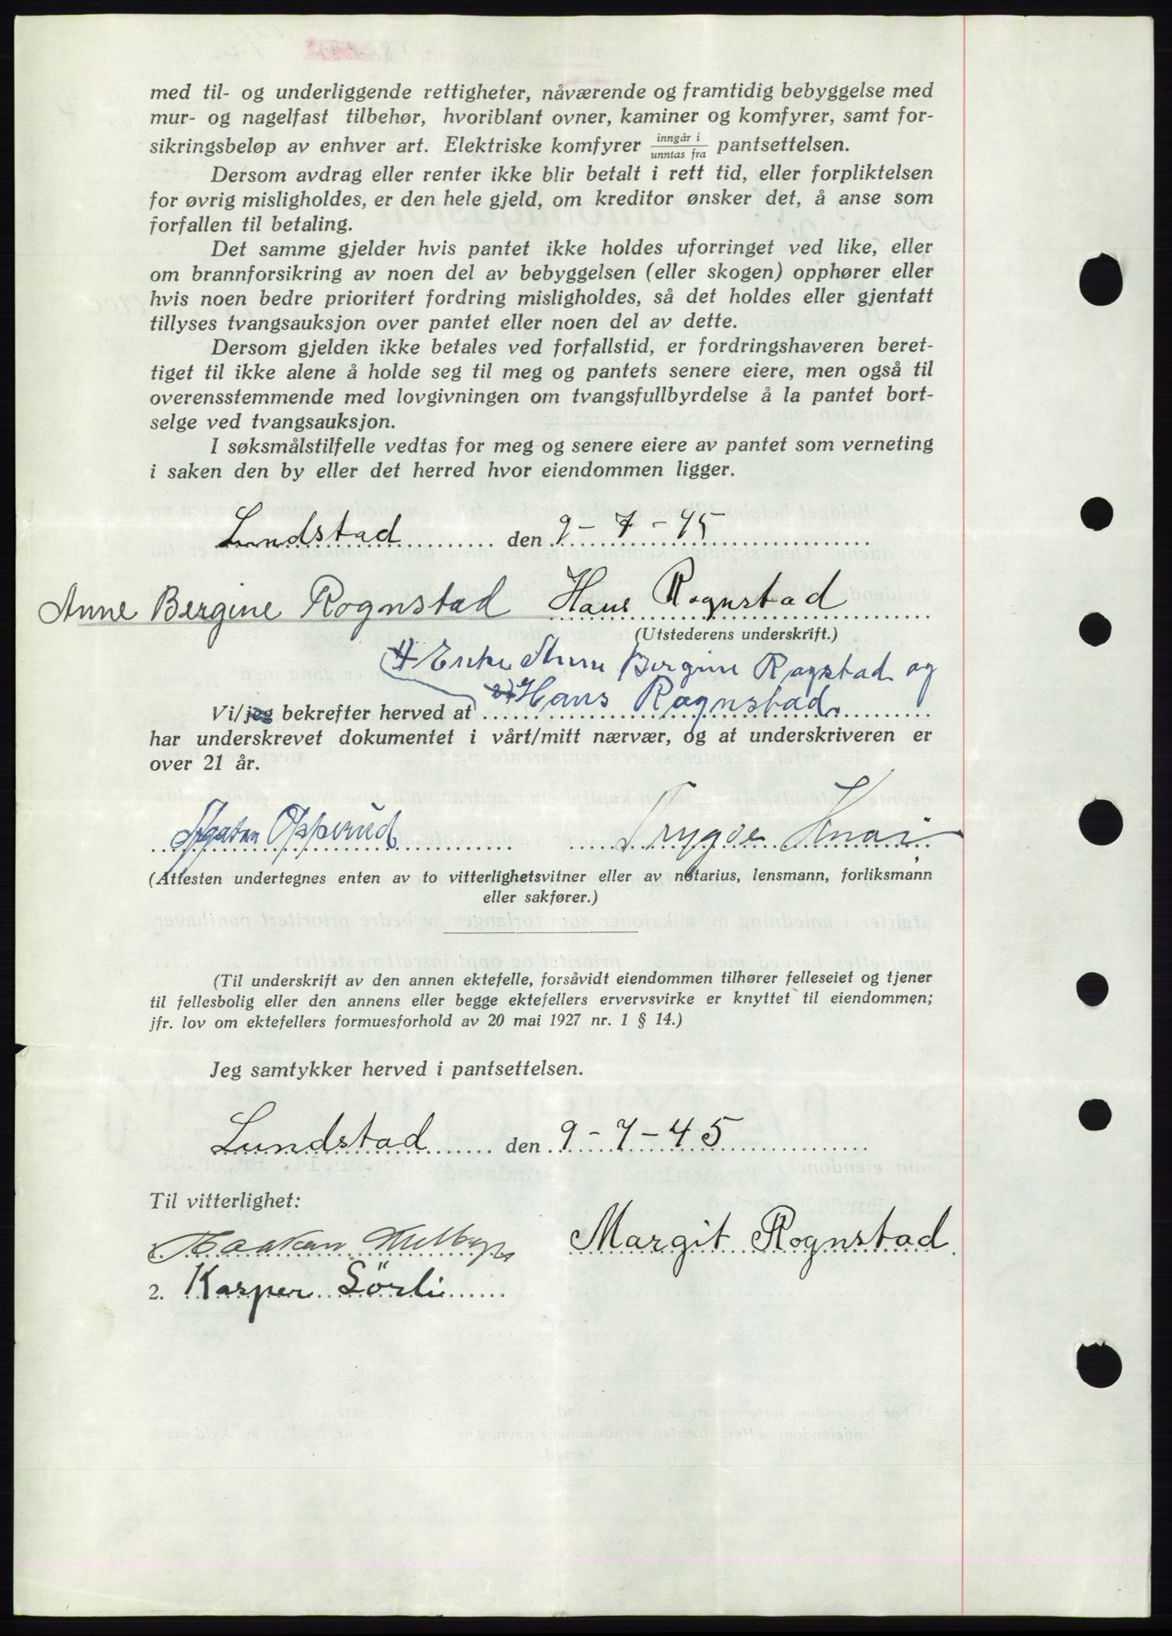 med til- og underliggende rettigheter, nåværende og framtidig bebyggelse med
mur- og nagelfast tilbehør, hvoriblant ovner, kaminer og komfyrer, samt for-
sikringsbeløp av enhver art. Elektriske komfyrer inngår i / unntas fra pantsettelsen.
Dersom avdrag eller renter ikke blir betalt i rett tid, eller forpliktelsen
for øvrig misligholdes, er den hele gjeld, om kreditor ønsker det, å anse som
forfallen til betaling.
Det samme gjelder hvis pantet ikke holdes uforringet ved like, eller
om brannforsikring av noen del av bebyggelsen (eller skogen) opphører eller
hvis noen bedre prioritert fordring misligholdes, så det holdes eller gjentatt
tillyses tvangsauksjon over pantet eller noen del av dette.
Dersom gjelden ikke betales ved forfallstid, er fordringshaveren beret-
tiget til ikke alene å holde seg til meg og pantets senere eiere, men også til
overensstemmende med lovgivningen om tvangsfullbyrdelse å la pantet bort-
selge ved tvangsauksjon.
I søksmålstilfelle vedtas for meg og senere eiere av pantet som verneting
i saken den by eller det herred hvor eiendommen ligger.
Lundstad den 9-7-45
Anne Bergine Rognstad Hans Rognstad
(Utstederens underskrift.)
1) Enke Anne Bergine Rognstad og
Vi/jeg bekrefter herved at 2) Hans Rognstad.
har underskrevet dokumentet i vårt/mitt nærvær, og at underskriveren er
over 21 år.
Opperud Trygve
(Attesten undertegnes enten av to vitterlighetsvitner eller av notarius, lensmann, forliksmann
eller sakfører.)
(Til underskrift av den annen ektefelle, forsåvidt eiendommen tilhører felleseiet og tjener
til fellesbolig eller den annens eller begge ektefellers ervervsvirke er knyttet til eiendommen;
jfr. lov om ektefellers formuesforhold av 20 mai 1927 nr. 1 § 14.)
Jeg samtykker herved i pantsettelsen.
Lundstad den 9-7-45
Til vitterlighet:
Haakan Margit Rognstad
2. Kasper Sörli